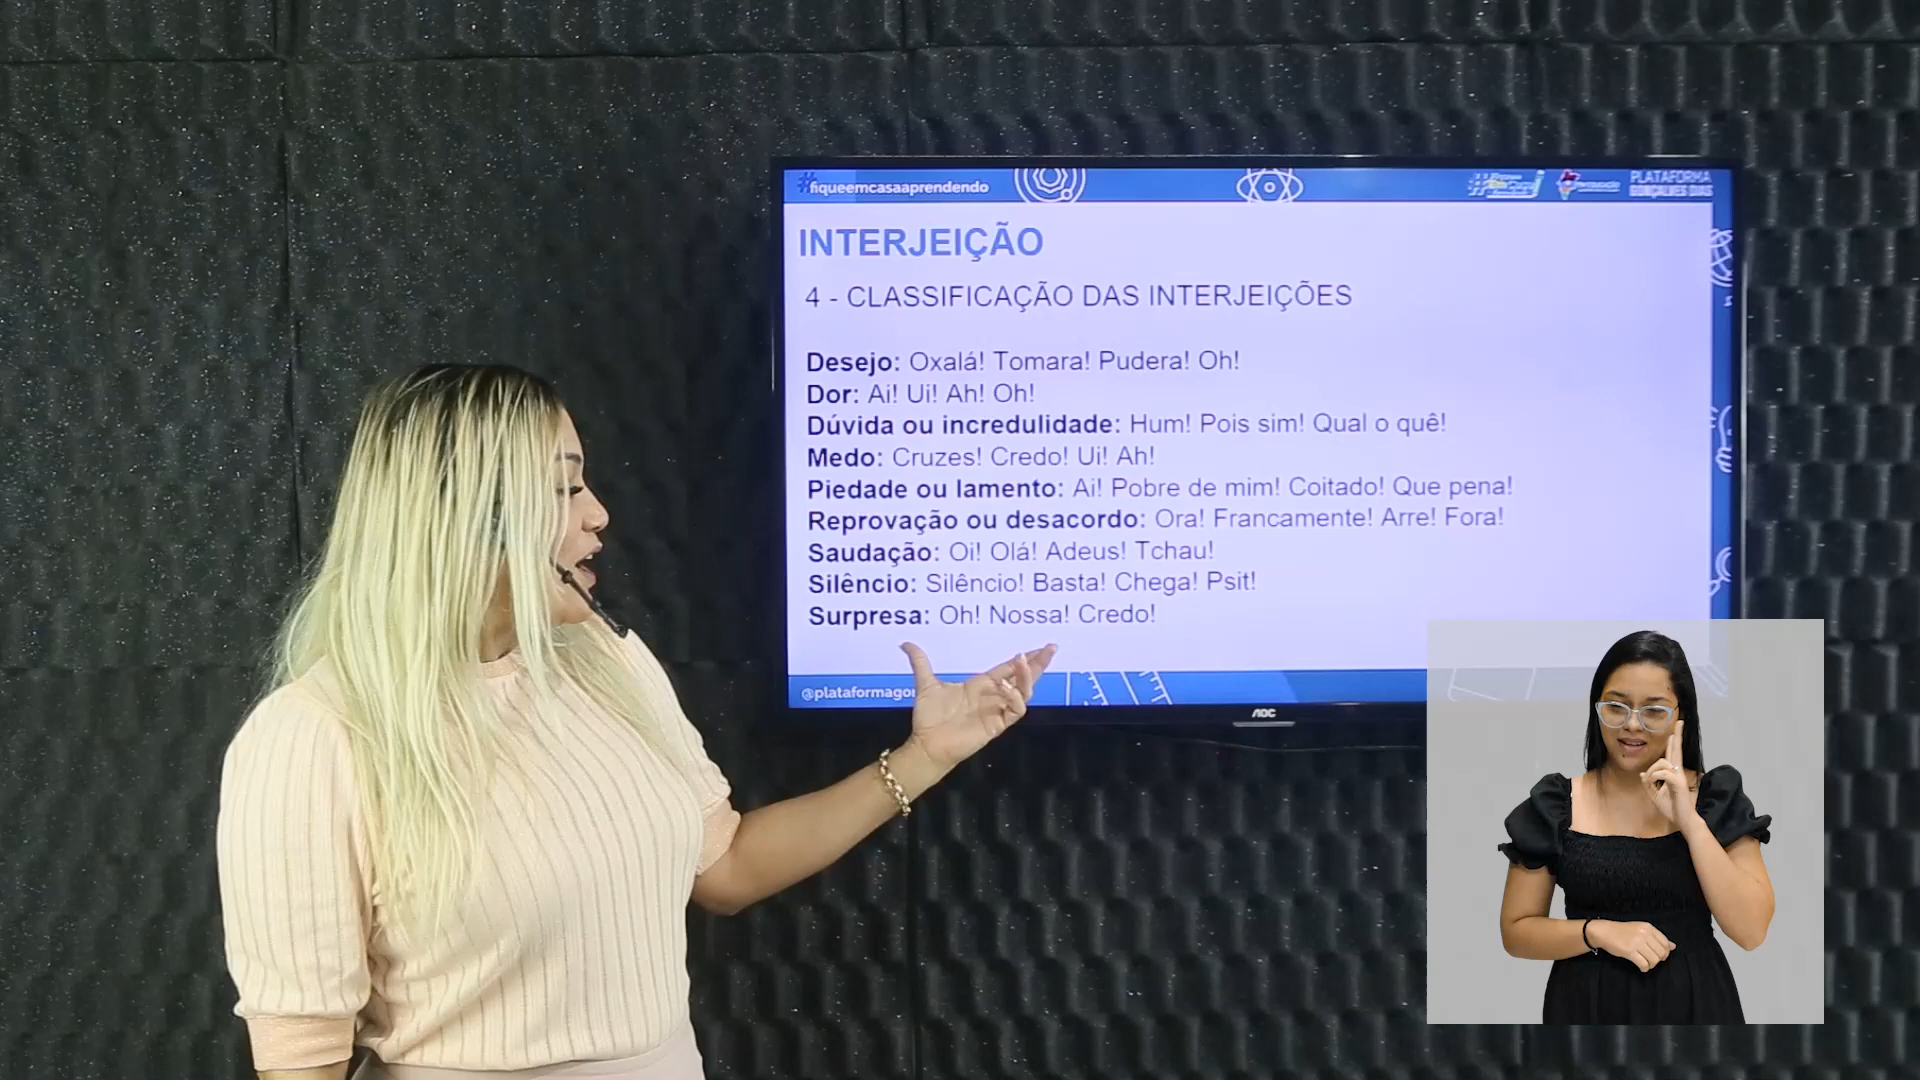 #fiqueemcasaaprendendo
PLATAFORMA
GONÇALVES DIAS
INTERJEIÇÃO
4 - CLASSIFICAÇÃO DAS INTERJEIÇÕES
Desejo: Oxalá! Tomara! Pudera! Oh!
Dor: Ai! Ui! Ah! Oh!
Dúvida ou incredulidade: Hum! Pois sim! Qual o quê!
Medo: Cruzes! Credo! Ui! Ah!
Piedade ou lamento: Ai! Pobre de mim! Coitado! Que pena!
Reprovação ou desacordo: Ora! Francamente! Arre! Fora!
Saudação: Oi! Olá! Adeus! Tchau!
Silêncio: Silêncio! Basta! Chega! Psit!
Surpresa: Oh! Nossa! Credo!
AOC